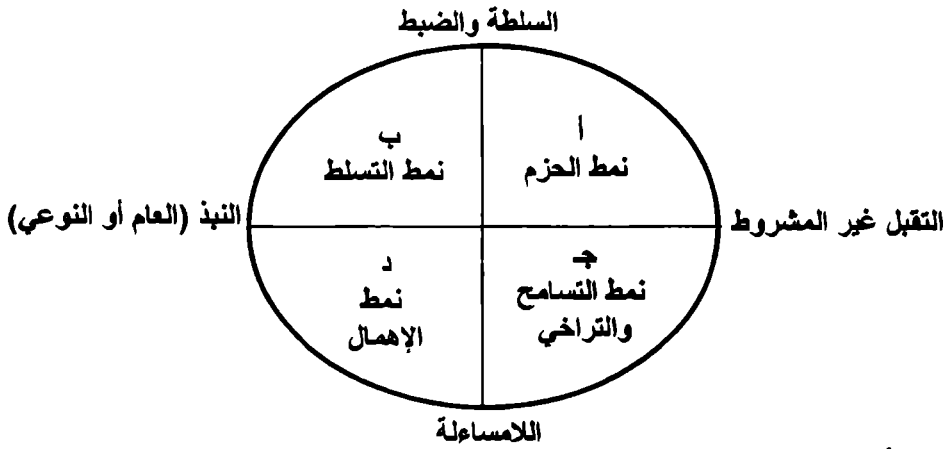 السلطة والضبط
أ
نمط الحزم
ب
نمط التسلط
التقبل غير المشروط
النبذ (العام أو النوعي)
جـ
نمط التسامح
والتراخي
د
نمط
الإهمال
اللامساءلة